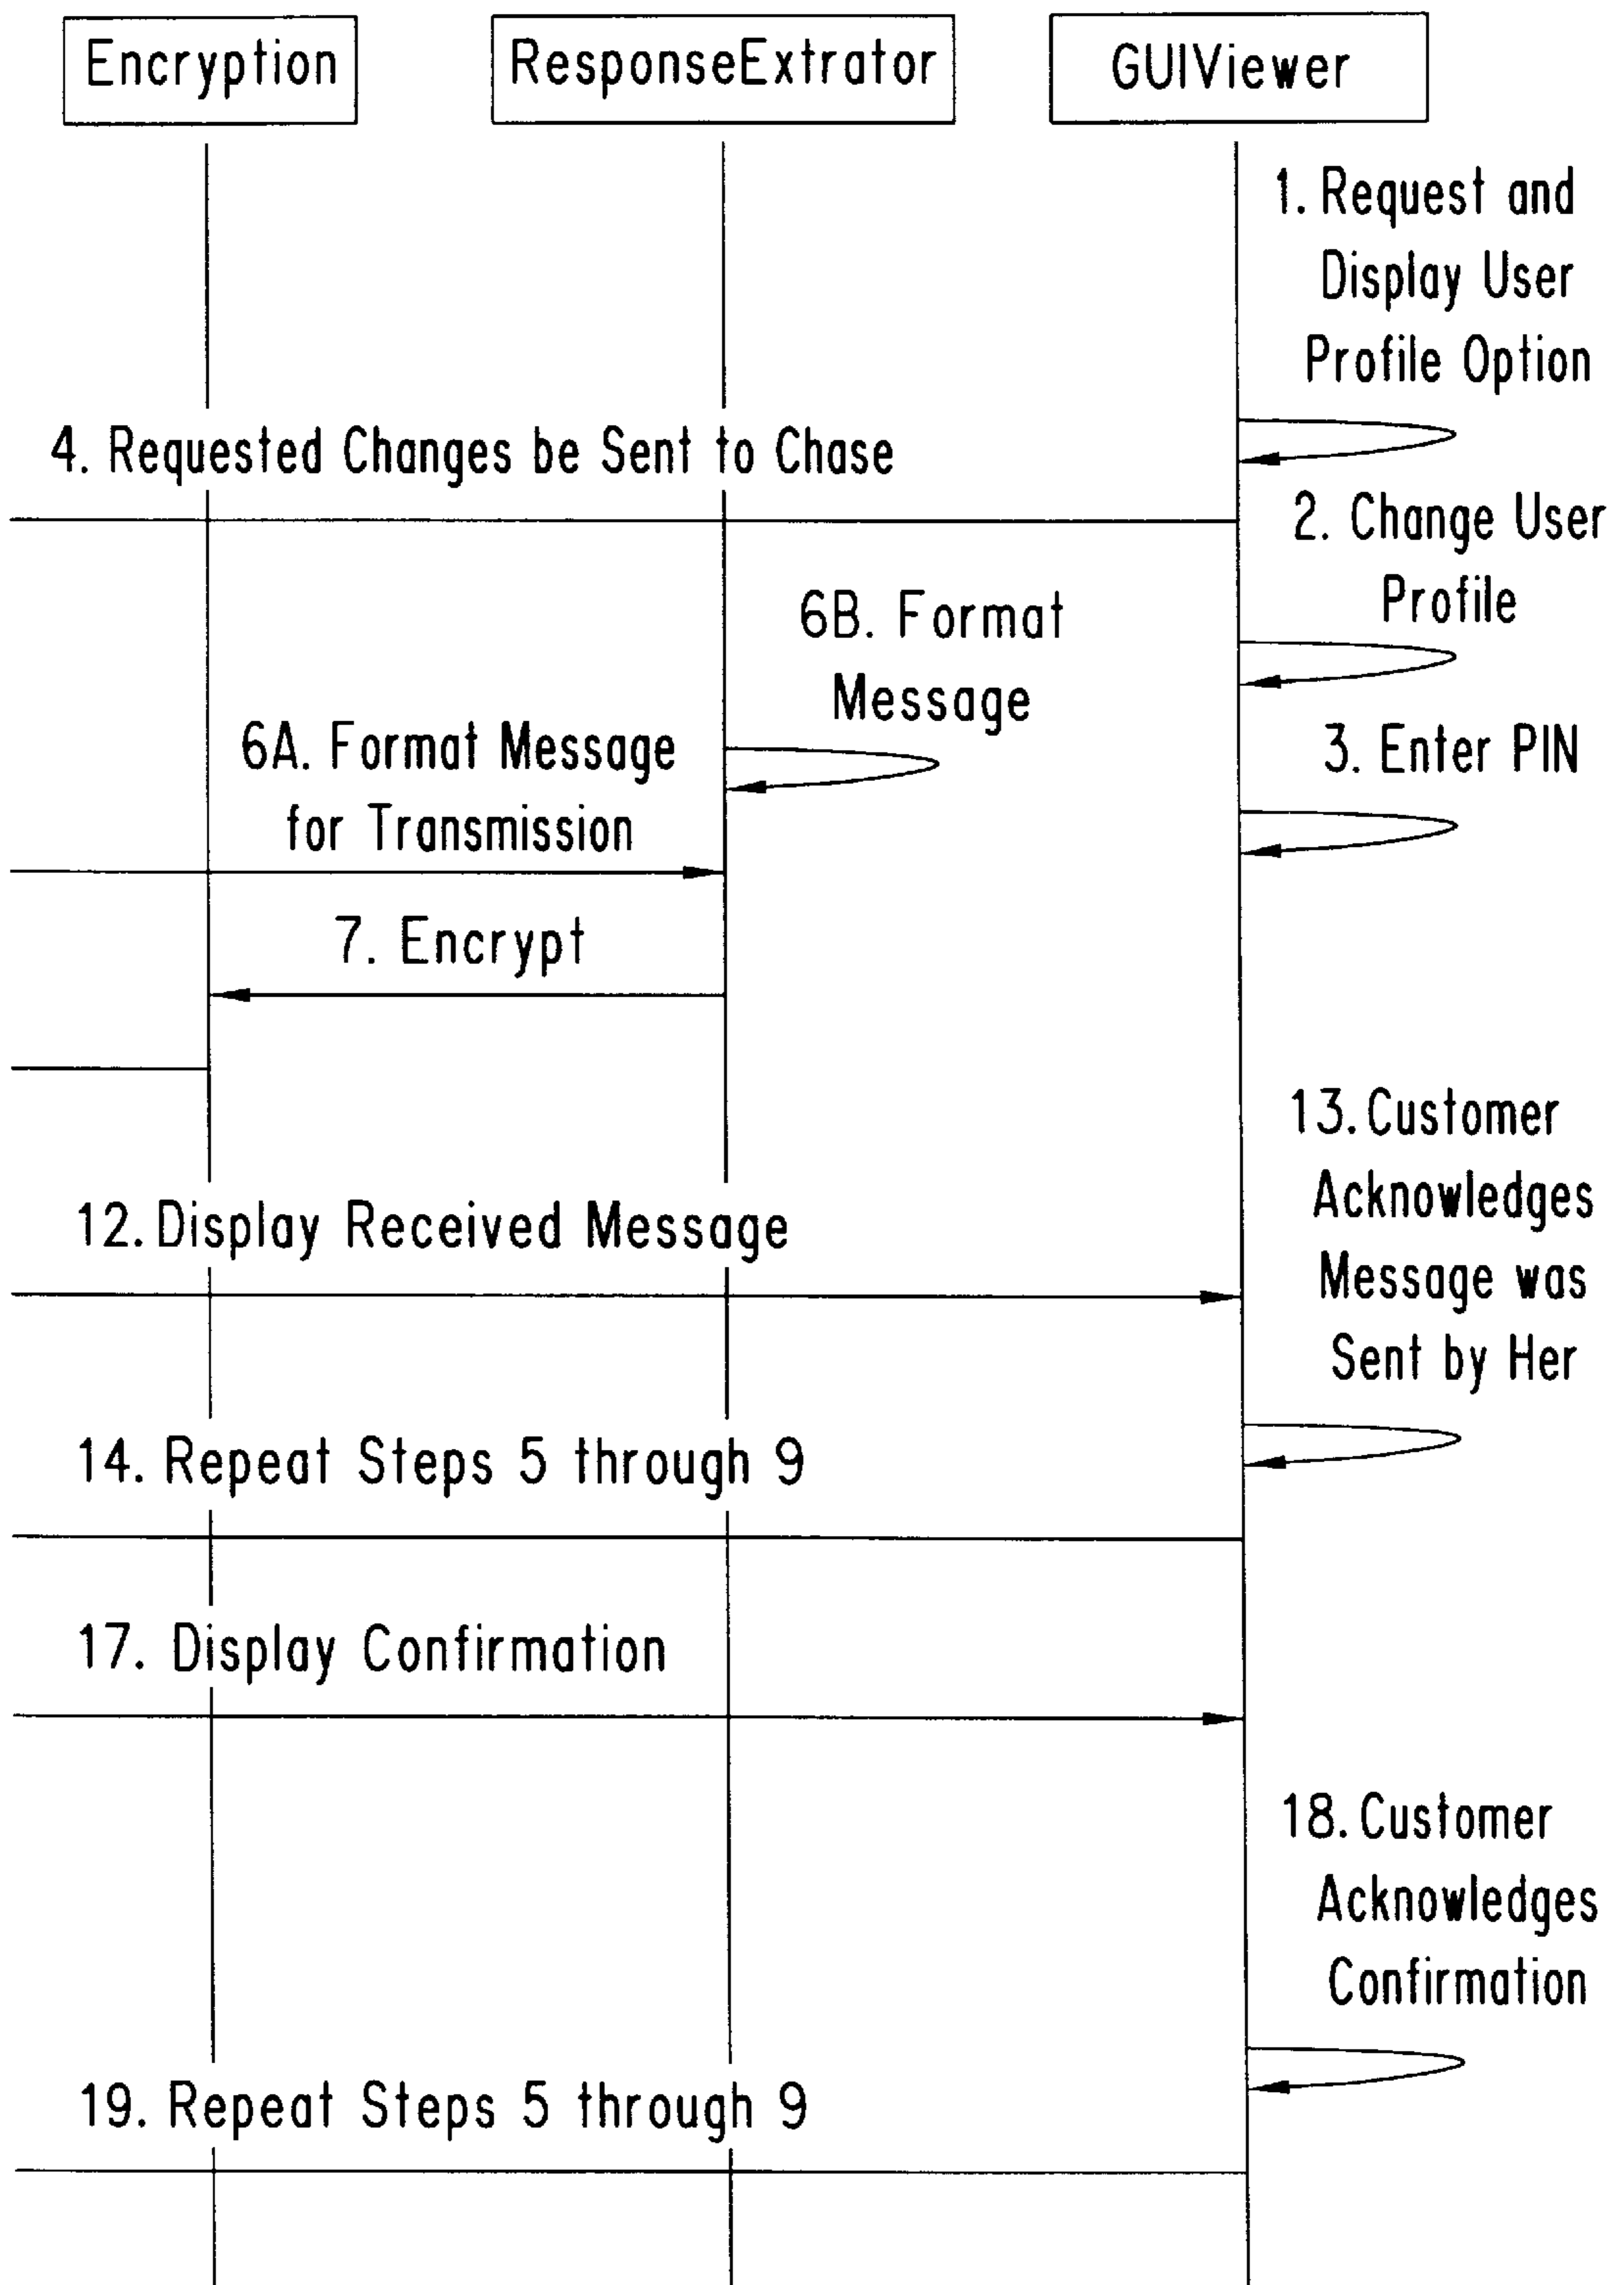 Encryption
ResponseExtrator
GUIViewer
1. Request and
Display User
Profile Option
4. Requested Changes be Sent to Chase
2. Change User
Profile
6B. Format
Message
6A. Format Message
for Transmission
3. Enter PIN
7. Encrypt
13. Customer
Acknowledges
Message was
Sent by Her
12. Display Received Message
14. Repeat Steps 5 through 9
17. Display Confirmation
18. Customer
Acknowledges
Confirmation
19. Repeat Steps 5 through 9